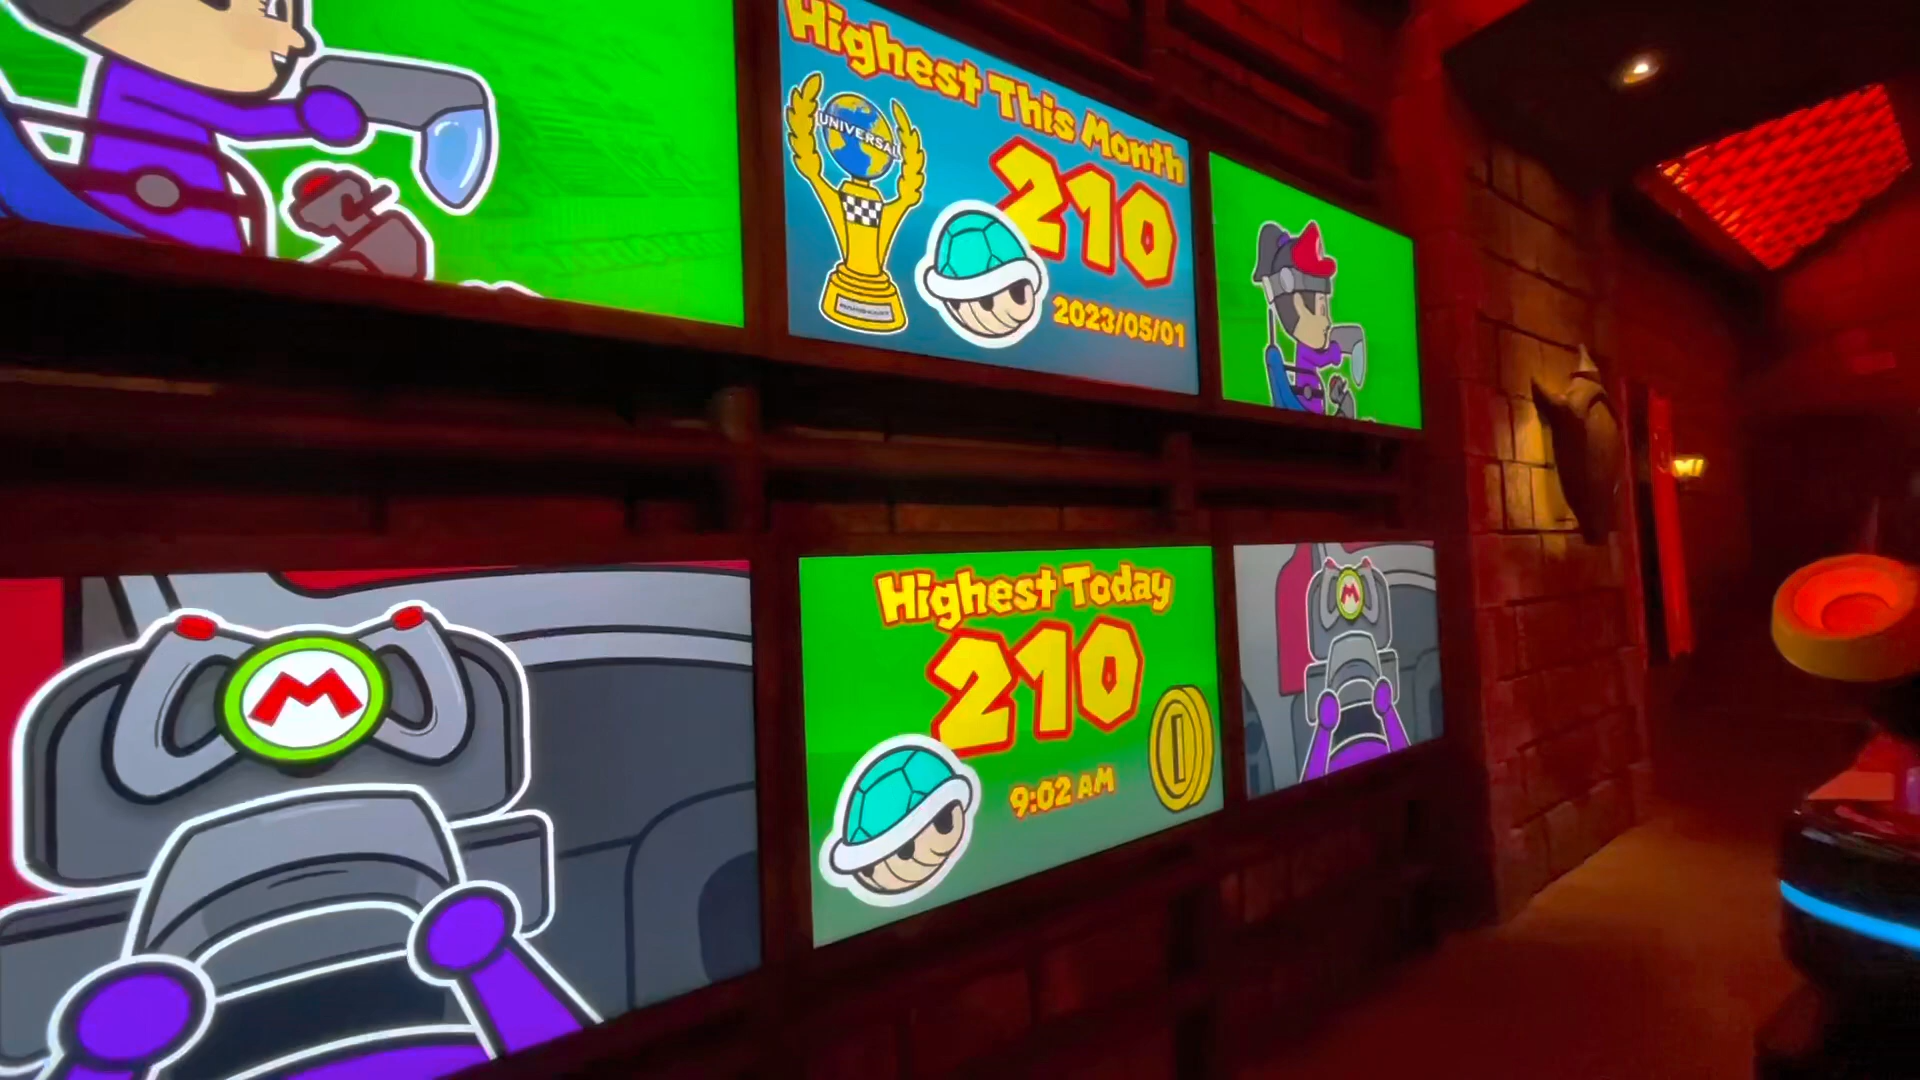 Highest This Month
UNIVERSAL
210
2023/05/01
M
Highest Today
210
9:02 AM
M